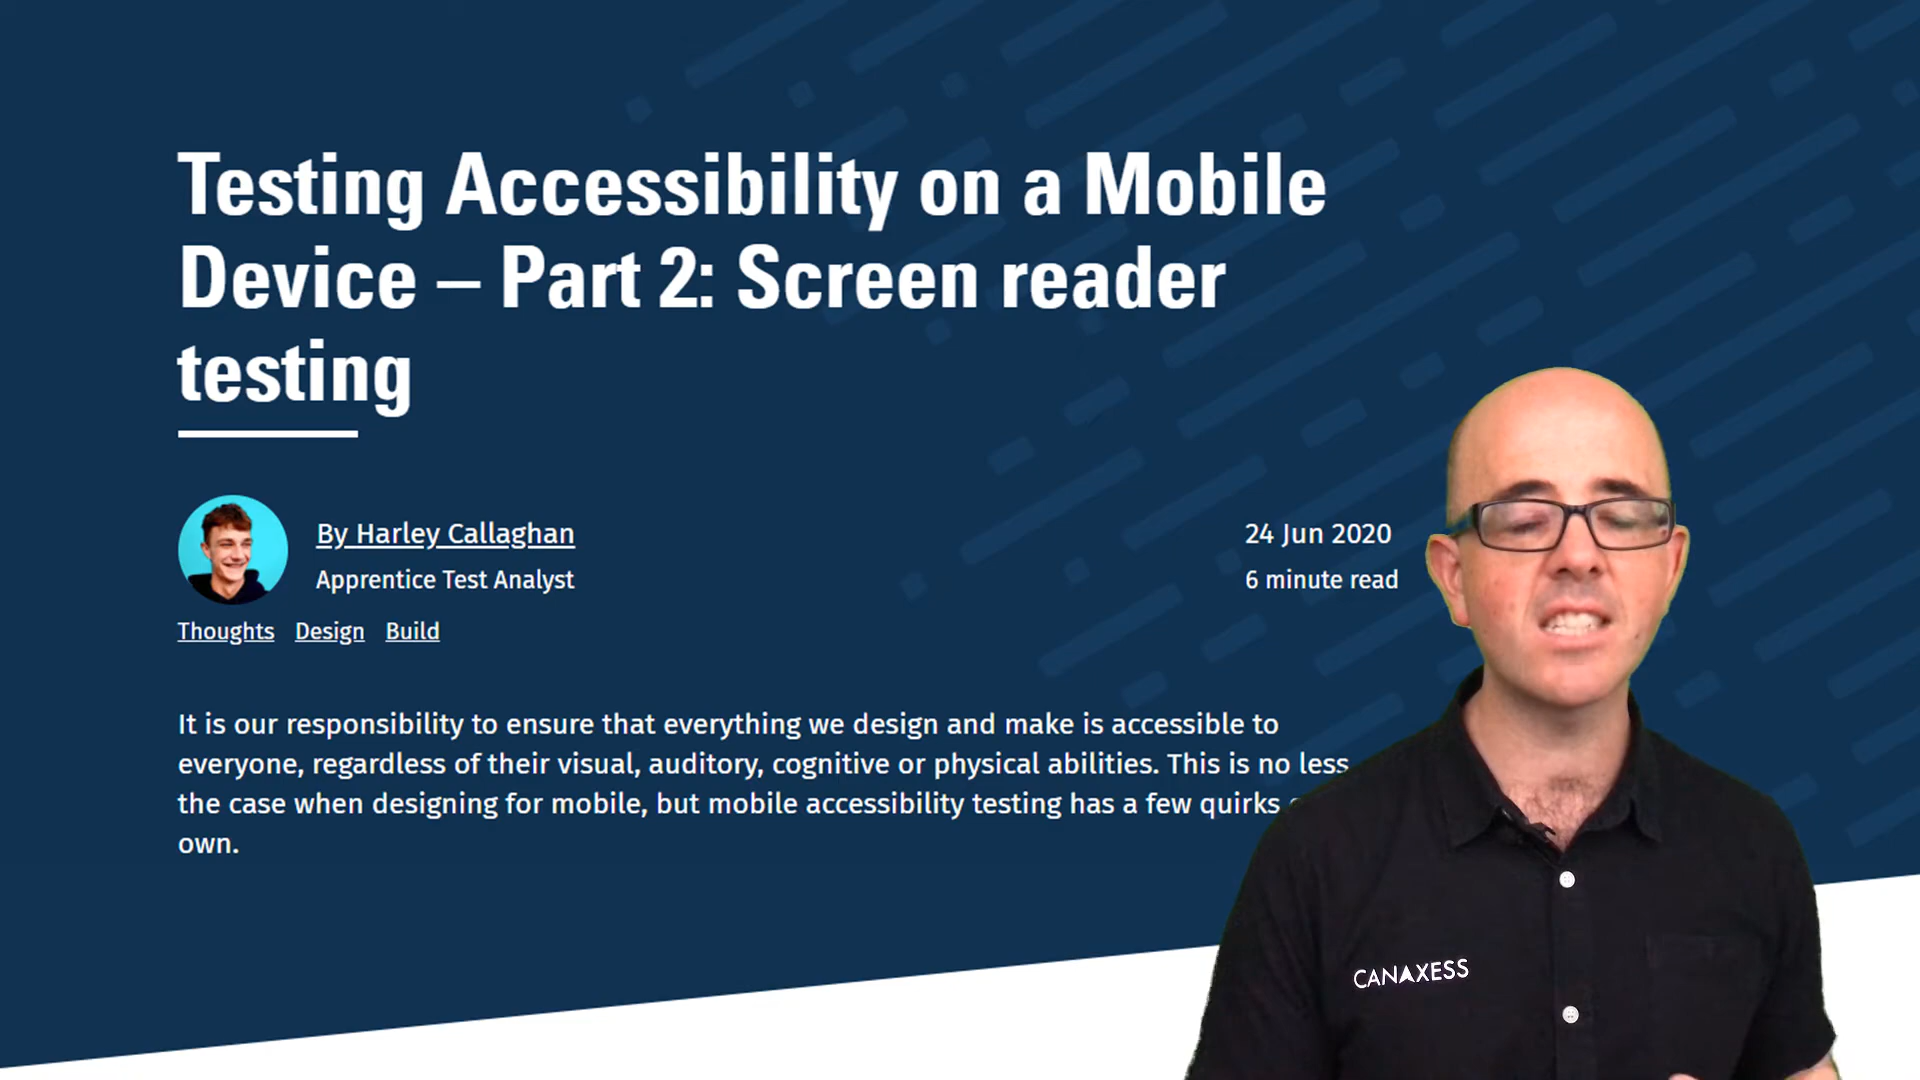 Testing Accessibility on a Mobile
Device – Part 2: Screen reader
testing
By Harley Callaghan
Apprentice Test Analyst
24 Jun 2020
6 minute read
Thoughts Design Build
It is our responsibility to ensure that everything we design and make is accessible to
everyone, regardless of their visual, auditory, cognitive or physical abilities. This is no less
the case when designing for mobile, but mobile accessibility testing has a few quirks
own.
CANAXESS